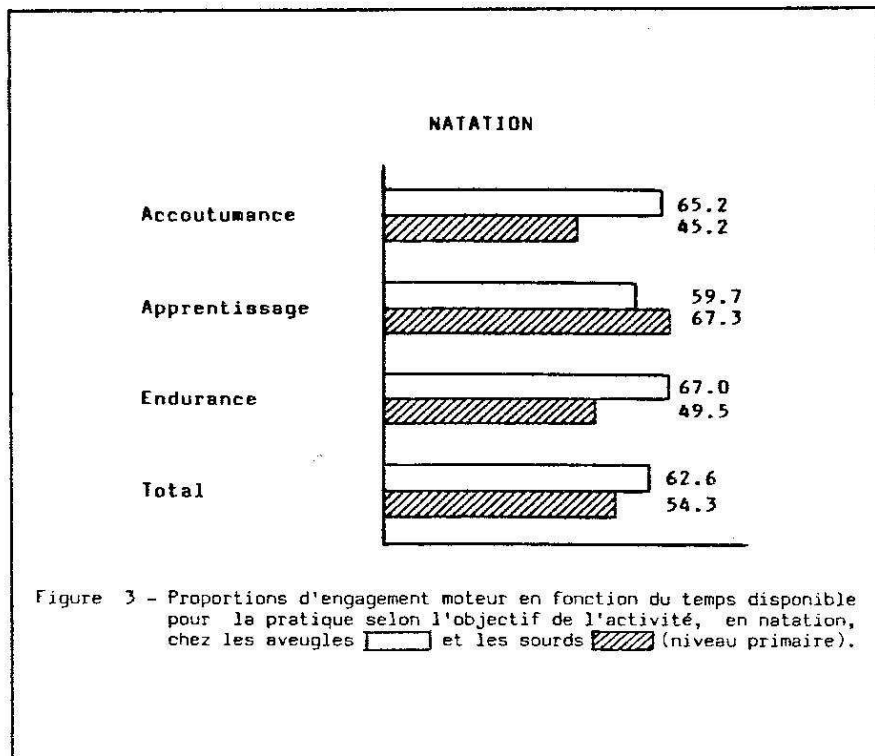 NATATION
Accoutumance
65.2
45.2
Apprentissage
59.7
67.3
Endurance
67.0
49.5
Total
62.6
54.3
Figure 3 - Proportions d'engagement moteur en fonction du temps disponible
pour la pratique selon l'objectif de l'activité, en natation,
chez les aveugles et les sourds (niveau primaire).